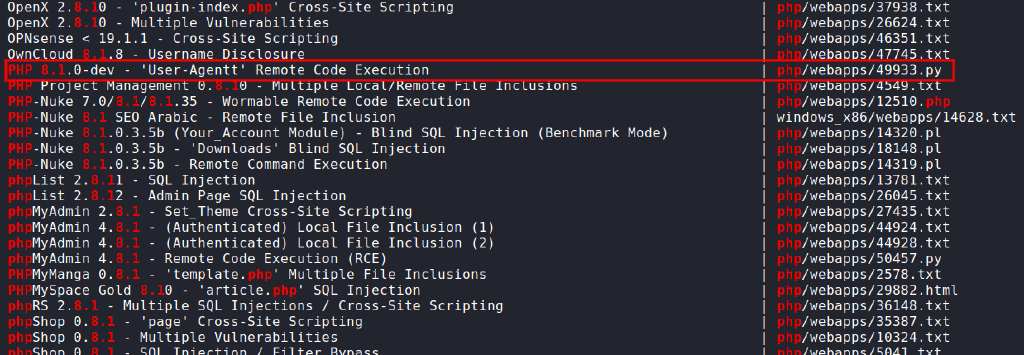 OpenX 2.8.10 - 'plugin-index.php' Cross-Site Scripting | php/webapps/37938.txt
OpenX 2.8.10 - Multiple Vulnerabilities | php/webapps/26624.txt
OPNsense < 19.1.1 - Cross-Site Scripting | php/webapps/46351.txt
OwnCloud 8.1.8 - Username Disclosure | php/webapps/47745.txt
PHP 8.1.0-dev - 'User-Agentt' Remote Code Execution | php/webapps/49933.py
PHP Project Management 0.8.10 - Multiple Local/Remote File Inclusions | php/webapps/4549.txt
PHP-Nuke 7.0/8.1/8.1.35 - Wormable Remote Code Execution | php/webapps/12510.php
PHP-Nuke 8.1 SEO Arabic - Remote File Inclusion | windows_x86/webapps/14628.txt
PHP-Nuke 8.1.0.3.5b (Your_Account Module) - Blind SQL Injection (Benchmark Mode) | php/webapps/14320.pl
PHP-Nuke 8.1.0.3.5b - 'Downloads' Blind SQL Injection | php/webapps/18148.pl
PHP-Nuke 8.1.0.3.5b - Remote Command Execution | php/webapps/14319.pl
phpList 2.8.11 - SQL Injection | php/webapps/13781.txt
phpList 2.8.12 - Admin Page SQL Injection | php/webapps/26045.txt
phpMyAdmin 2.8.1 - Set_Theme Cross-Site Scripting | php/webapps/27435.txt
phpMyAdmin 4.8.1 - (Authenticated) Local File Inclusion (1) | php/webapps/44924.txt
phpMyAdmin 4.8.1 - (Authenticated) Local File Inclusion (2) | php/webapps/44928.txt
phpMyAdmin 4.8.1 - Remote Code Execution (RCE) | php/webapps/50457.py
PHPMyManga 0.8.1 - 'template.php' Multiple File Inclusions | php/webapps/2578.txt
PHPMySpace Gold 8.10 - 'article.php' SQL Injection | php/webapps/29882.html
phpRS 2.8.1 - Multiple SQL Injections / Cross-Site Scripting | php/webapps/36148.txt
phpShop 0.8.1 - 'page' Cross-Site Scripting | php/webapps/35387.txt
phpShop 0.8.1 - Multiple Vulnerabilities | php/webapps/10324.txt
phpShop 0.8.1 - SQL Injection / Filter Bypass | php/webapps/5041.txt